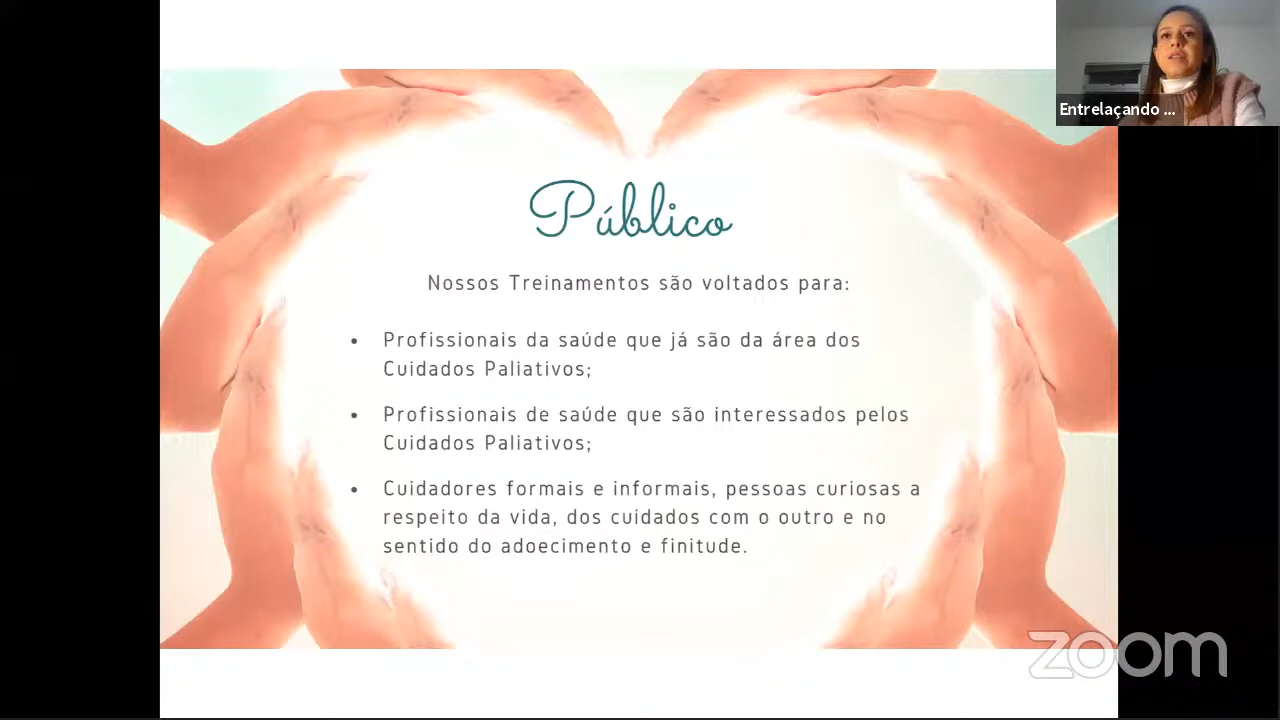 Entrelaçando ...
Público
Nossos Treinamentos são voltados para:
• Profissionais da saúde que já são da área dos
Cuidados Paliativos;
• Profissionais de saúde que são interessados pelos
Cuidados Paliativos;
• Cuidadores formais e informais, pessoas curiosas a
respeito da vida, dos cuidados com o outro e no
sentido do adoecimento e finitude.
zoom